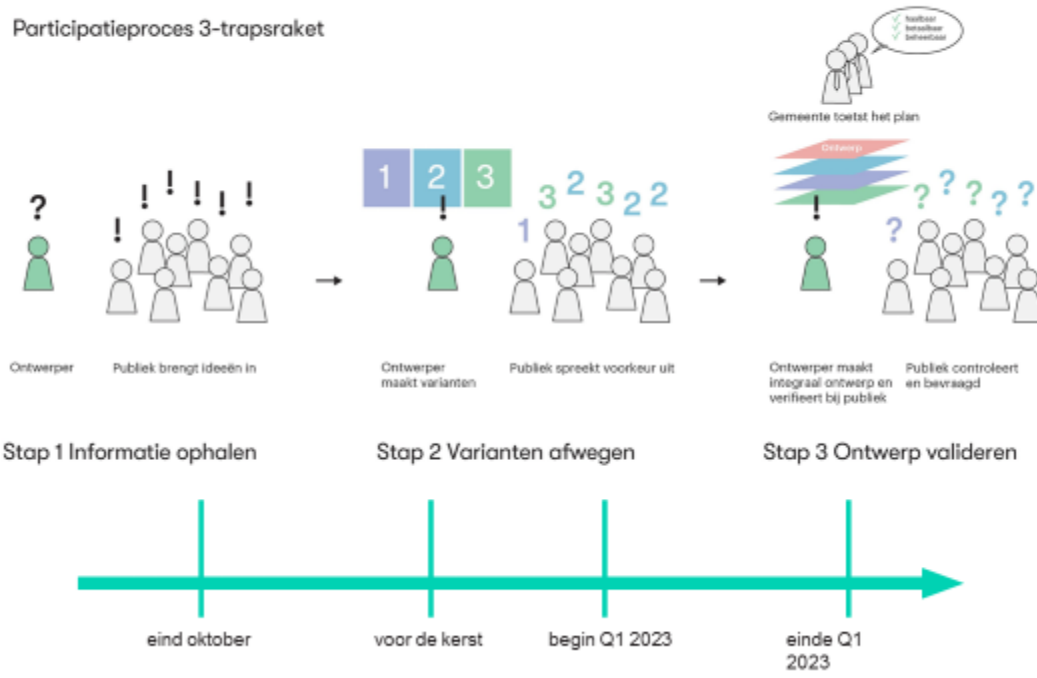 Participatieproces 3-trapsraket
✓ haalbaar
✓ betaalbaar
✓ beheerbaar
Gemeente toetst het plan
Ontwerp
1 2 3
? ! ! ! ! ! !
! 1 3 2 3 2 2
! ? ? ? ? ? ?
Ontwerper
Publiek brengt ideeën in
Ontwerper
maakt varianten
Publiek spreekt voorkeur uit
Ontwerper maakt
integraal ontwerp en
verifieert bij publiek
Publiek controleert
en bevraagd
Stap 1 Informatie ophalen
Stap 2 Varianten afwegen
Stap 3 Ontwerp valideren
eind oktober
voor de kerst
begin Q1 2023
einde Q1
2023